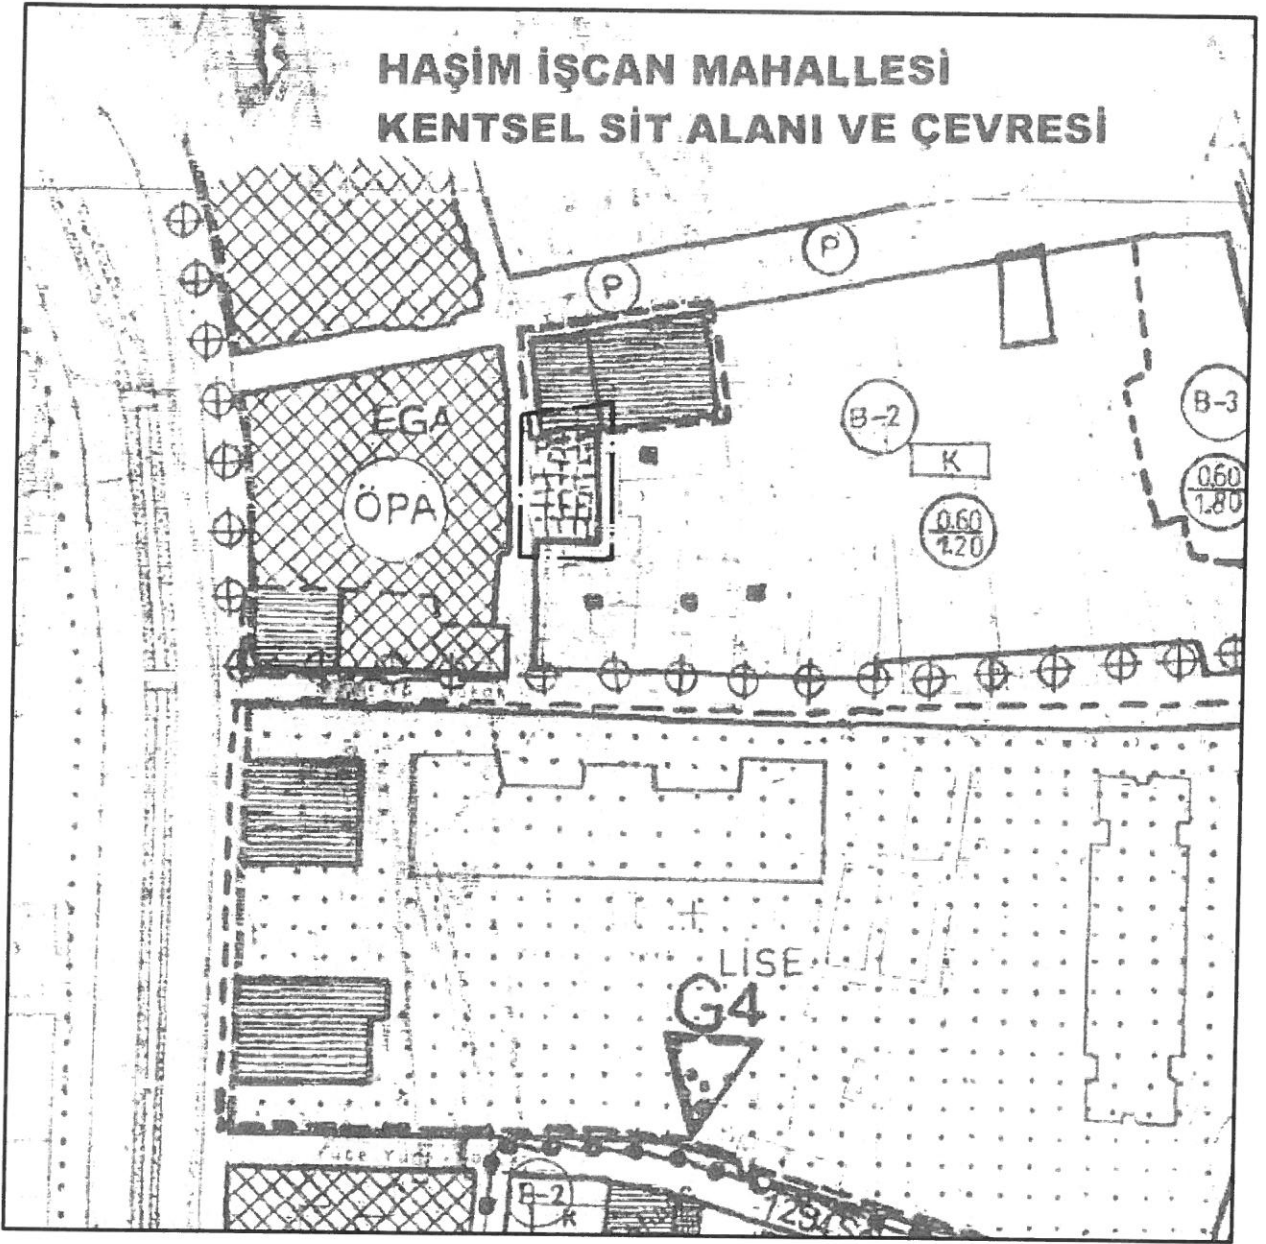 HAŞİM İŞCAN MAHALLESİ
KENTSEL SİT ALANI VE ÇEVRESİ
P
P
EGA
ÖPA
B-2
K
0.60
1.20
B-3
0.60
1.80
LİSE
G4
B-2
K